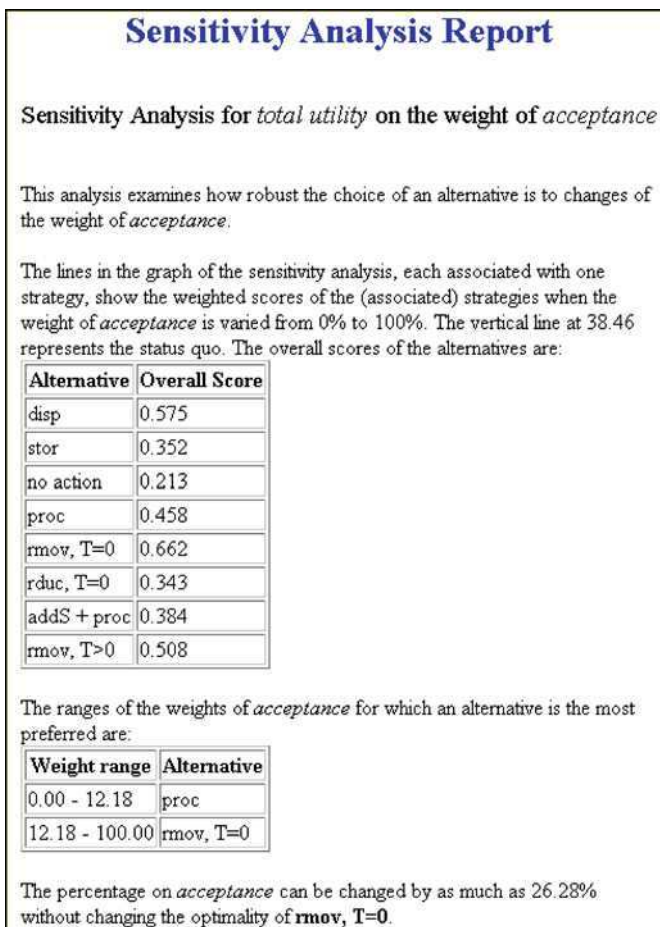 Sensitivity Analysis Report
Sensitivity Analysis for total utility on the weight of acceptance
This analysis examines how robust the choice of an alternative is to changes of
the weight of acceptance.
The lines in the graph of the sensitivity analysis, each associated with one
strategy, show the weighted scores of the (associated) strategies when the
weight of acceptance is varied from 0% to 100%. The vertical line at 38.46
represents the status quo. The overall scores of the alternatives are:
Alternative Overall Score
disp 0.575
stor 0.352
no action 0.213
proc 0.458
rmov, T=0 0.662
rduc, T=0 0.343
addS + proc 0.384
rmov, T>0 0.508
The ranges of the weights of acceptance for which an alternative is the most
preferred are:
Weight range Alternative
0.00 - 12.18 proc
12.18 - 100.00 rmov, T=0
The percentage on acceptance can be changed by as much as 26.28%
without changing the optimality of rmov, T=0.